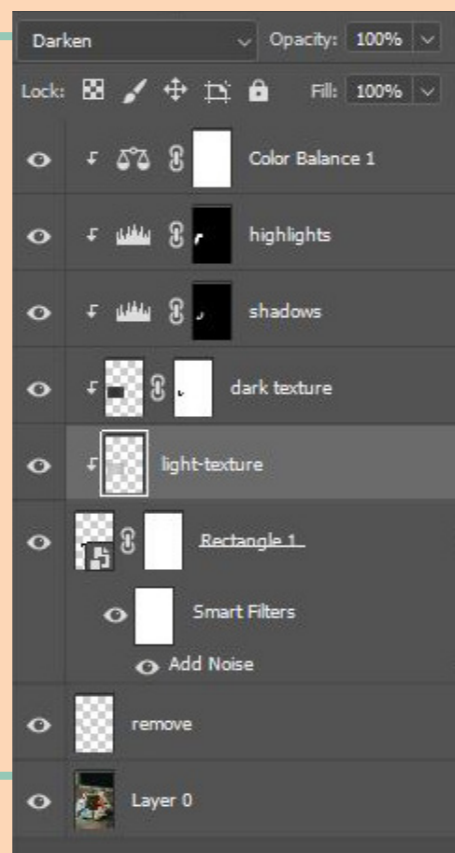 Darken Opacity: 100%
Lock: Fill: 100%
Color Balance 1
highlights
shadows
dark texture
light-texture
Rectangle 1
Smart Filters
Add Noise
remove
Layer 0